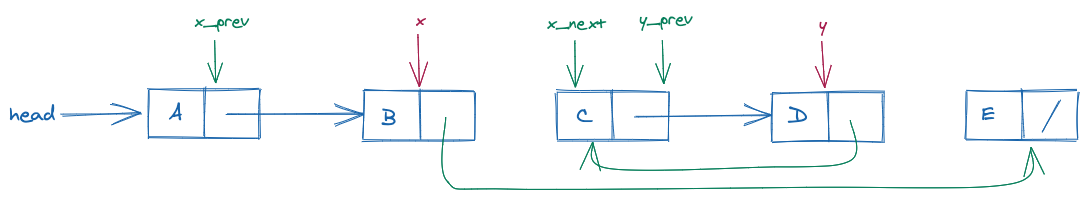 x_prev x x_next y_prev y
head A B C D E /